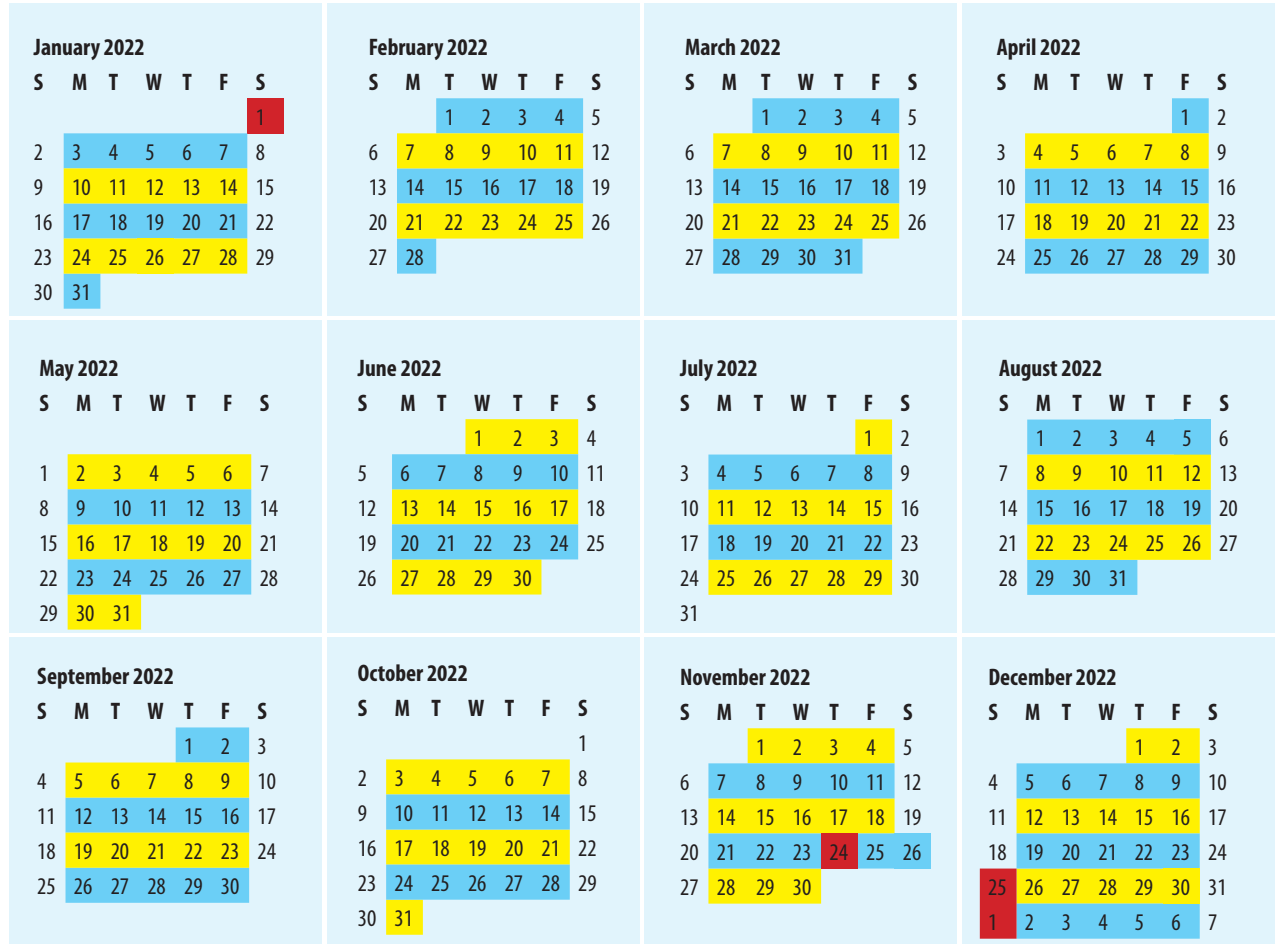 January 2022
S M T W T F S
1
2 3 4 5 6 7 8
9 10 11 12 13 14 15
16 17 18 19 20 21 22
23 24 25 26 27 28 29
30 31
February 2022
S M T W T F S
1 2 3 4 5
6 7 8 9 10 11 12
13 14 15 16 17 18 19
20 21 22 23 24 25 26
27 28
March 2022
S M T W T F S
1 2 3 4 5
6 7 8 9 10 11 12
13 14 15 16 17 18 19
20 21 22 23 24 25 26
27 28 29 30 31
April 2022
S M T W T F S
1 2
3 4 5 6 7 8 9
10 11 12 13 14 15 16
17 18 19 20 21 22 23
24 25 26 27 28 29 30
May 2022
S M T W T F S
1 2 3 4 5 6 7
8 9 10 11 12 13 14
15 16 17 18 19 20 21
22 23 24 25 26 27 28
29 30 31
June 2022
S M T W T F S
1 2 3 4
5 6 7 8 9 10 11
12 13 14 15 16 17 18
19 20 21 22 23 24 25
26 27 28 29 30
July 2022
S M T W T F S
1 2
3 4 5 6 7 8 9
10 11 12 13 14 15 16
17 18 19 20 21 22 23
24 25 26 27 28 29 30
31
August 2022
S M T W T F S
1 2 3 4 5 6
7 8 9 10 11 12 13
14 15 16 17 18 19 20
21 22 23 24 25 26 27
28 29 30 31
September 2022
S M T W T F S
1 2 3
4 5 6 7 8 9 10
11 12 13 14 15 16 17
18 19 20 21 22 23 24
25 26 27 28 29 30
October 2022
S M T W T F S
1
2 3 4 5 6 7 8
9 10 11 12 13 14 15
16 17 18 19 20 21 22
23 24 25 26 27 28 29
30 31
November 2022
S M T W T F S
1 2 3 4 5
6 7 8 9 10 11 12
13 14 15 16 17 18 19
20 21 22 23 24 25 26
27 28 29 30
December 2022
S M T W T F S
1 2 3
4 5 6 7 8 9 10
11 12 13 14 15 16 17
18 19 20 21 22 23 24
25 26 27 28 29 30 31
1 2 3 4 5 6 7